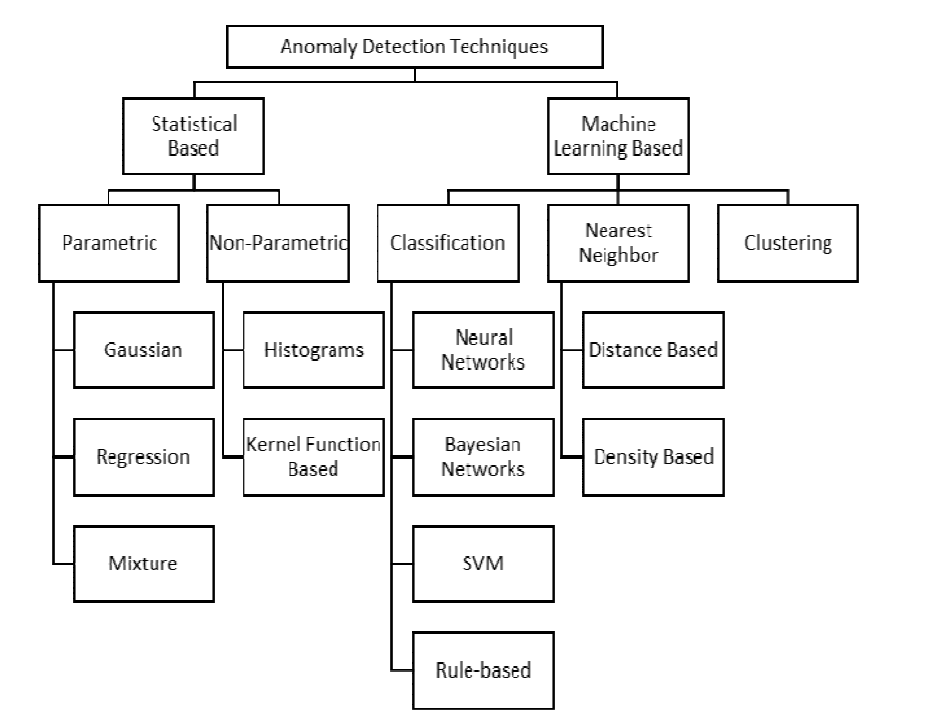 Anomaly Detection Techniques
Statistical
Based
Machine
Learning Based
Parametric
Non-Parametric
Classification
Nearest
Neighbor
Clustering
Gaussian
Histograms
Neural
Networks
Distance Based
Regression
Kernel Function
Based
Bayesian
Networks
Density Based
Mixture
SVM
Rule-based